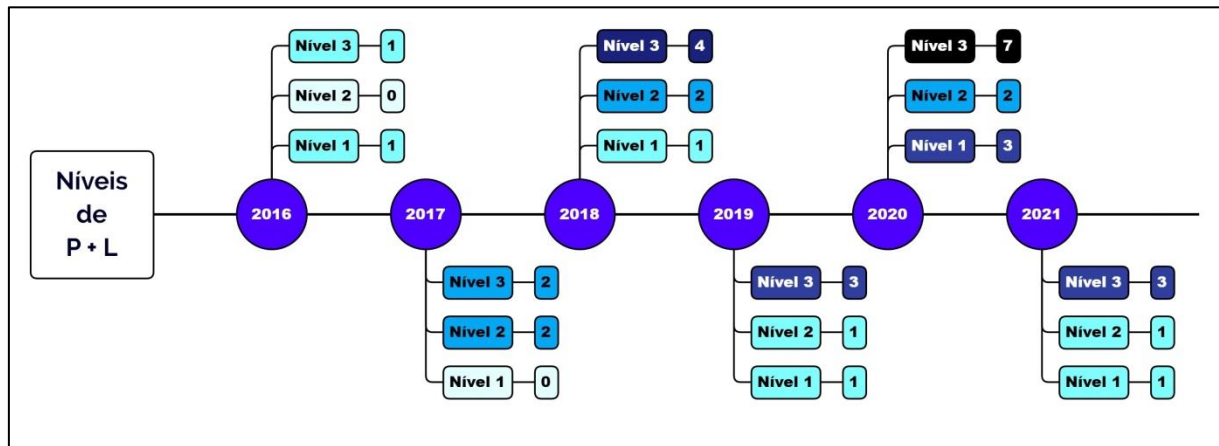 Níveis
de
P + L
2016
Nível 3 1
Nível 2 0
Nível 1 1
2017
Nível 3 2
Nível 2 2
Nível 1 0
2018
Nível 3 4
Nível 2 2
Nível 1 1
2019
Nível 3 3
Nível 2 1
Nível 1 1
2020
Nível 3 7
Nível 2 2
Nível 1 3
2021
Nível 3 3
Nível 2 1
Nível 1 1